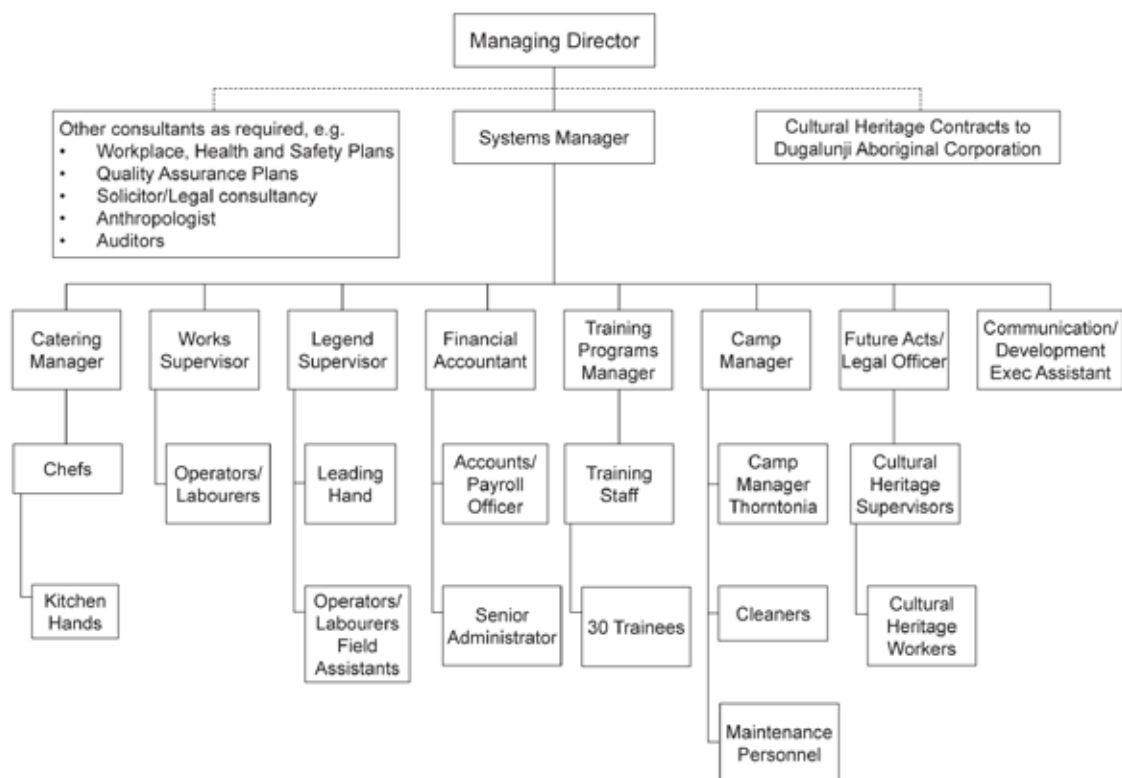 Managing Director
Other consultants as required, e.g.
• Workplace, Health and Safety Plans
• Quality Assurance Plans
• Solicitor/Legal consultancy
• Anthropologist
• Auditors
Systems Manager
Cultural Heritage Contracts to
Dugalunji Aboriginal Corporation
Catering
Manager
Works
Supervisor
Legend
Supervisor
Financial
Accountant
Training
Programs
Manager
Camp
Manager
Future Acts/
Legal Officer
Communication/
Development
Exec Assistant
Chefs
Operators/
Labourers
Leading
Hand
Accounts/
Payroll
Officer
Training
Staff
Camp
Manager
Thorntonia
Cultural
Heritage
Supervisors
Kitchen
Hands
Operators/
Labourers
Field
Assistants
Senior
Administrator
30 Trainees
Cleaners
Cultural
Heritage
Workers
Maintenance
Personnel